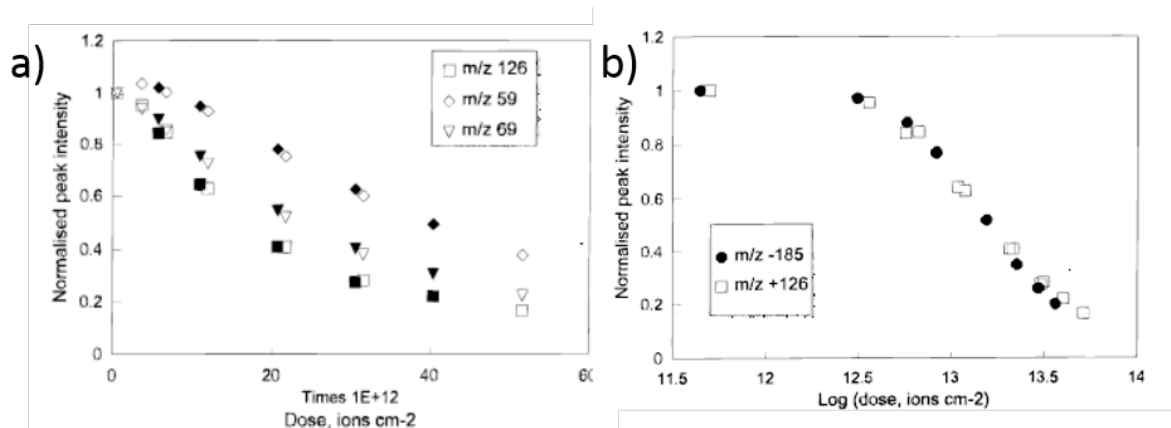 a)
Normalised peak intensity
1.2
1
0.8
0.6
0.4
0.2
0
m/z 126
m/z 59
m/z 69
0 20 40 60
Times 1E+12
Dose, ions cm-2
b)
Normalised peak intensity
1.2
1
0.8
0.6
0.4
0.2
0
m/z -185
m/z +126
11.5 12 12.5 13 13.5 14
Log (dose, ions cm-2)